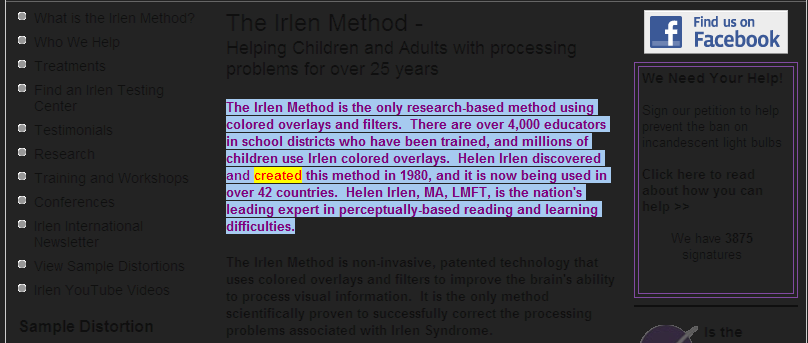 What is the Irlen Method?
Who We Help
Treatments
Find an Irlen Testing
Center
Testimonials
Research
Training and Workshops
Conferences
Irlen International
Newsletter
View Sample Distortions
Irlen YouTube Videos
Sample Distortion
The Irlen Method -
Helping Children and Adults with processing
problems for over 25 years
The Irlen Method is the only research-based method using
colored overlays and filters. There are over 4,000 educators
in school districts who have been trained, and millions of
children use Irlen colored overlays. Helen Irlen discovered
and created this method in 1980, and it is now being used in
over 42 countries. Helen Irlen, MA, LMFT, is the nation's
leading expert in perceptually-based reading and learning
difficulties.
The Irlen Method is non-invasive, patented technology that
uses colored overlays and filters to improve the brain's ability
to process visual information. It is the only method
scientifically proven to successfully correct the processing
problems associated with Irlen Syndrome.
Find us on
Facebook
We Need Your Help!
Sign our petition to help
prevent the ban on
incandescent light bulbs.
Click here to read
about how you can
help >>
We have 3875
signatures.
Is the